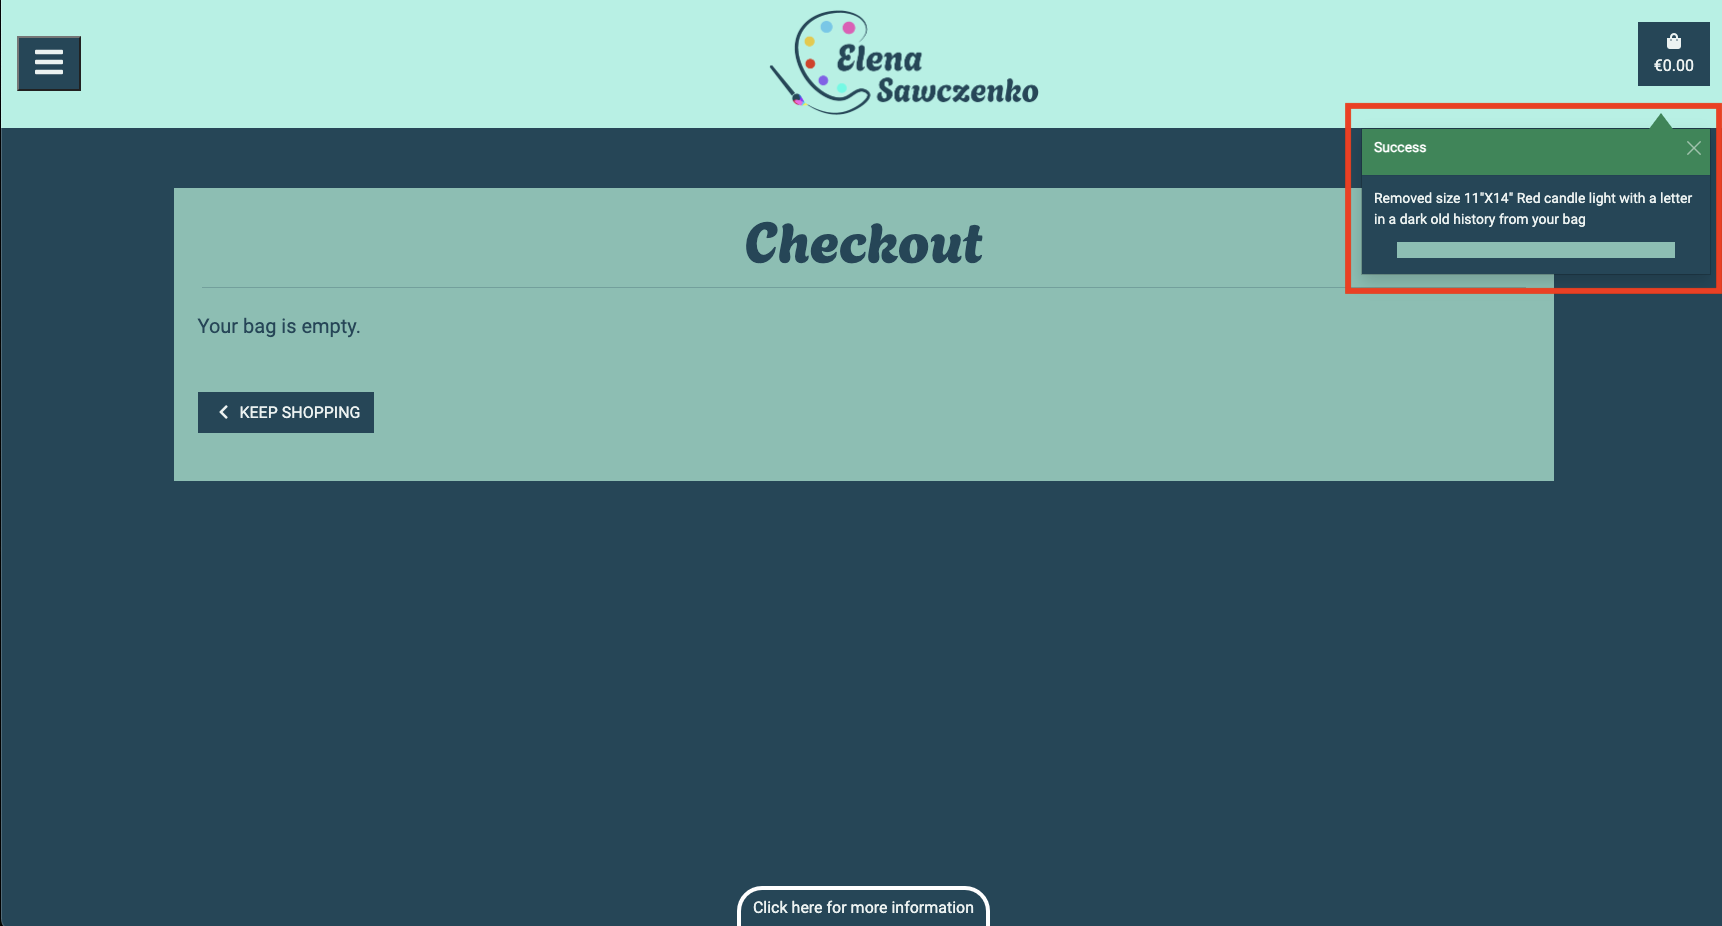 Elena
Sawczenko
€0.00
Success
Removed size 11"X14" Red candle light with a letter
in a dark old history from your bag
Checkout
Your bag is empty.
KEEP SHOPPING
Click here for more information